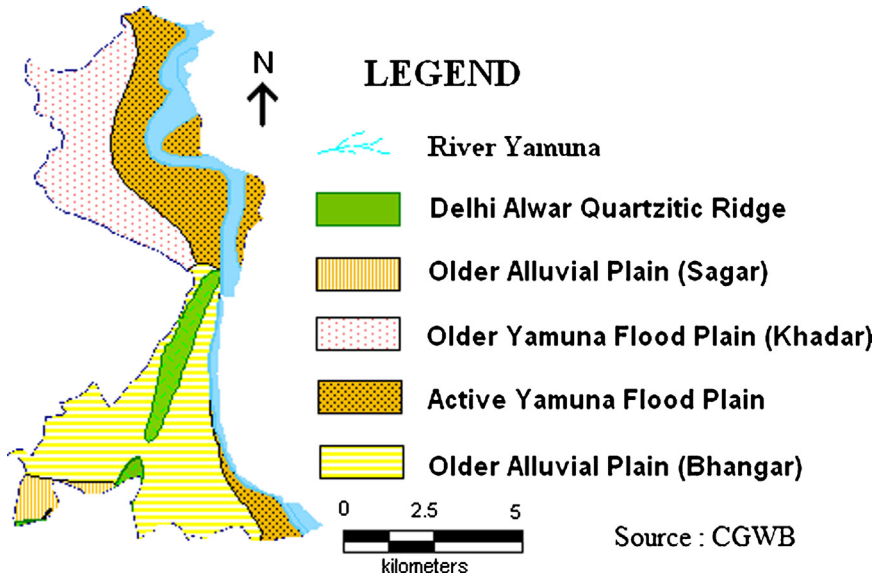 N
LEGEND
River Yamuna
Delhi Alwar Quartzitic Ridge
Older Alluvial Plain (Sagar)
Older Yamuna Flood Plain (Khadar)
Active Yamuna Flood Plain
Older Alluvial Plain (Bhangar)
0 2.5 5
kilometers
Source : CGWB